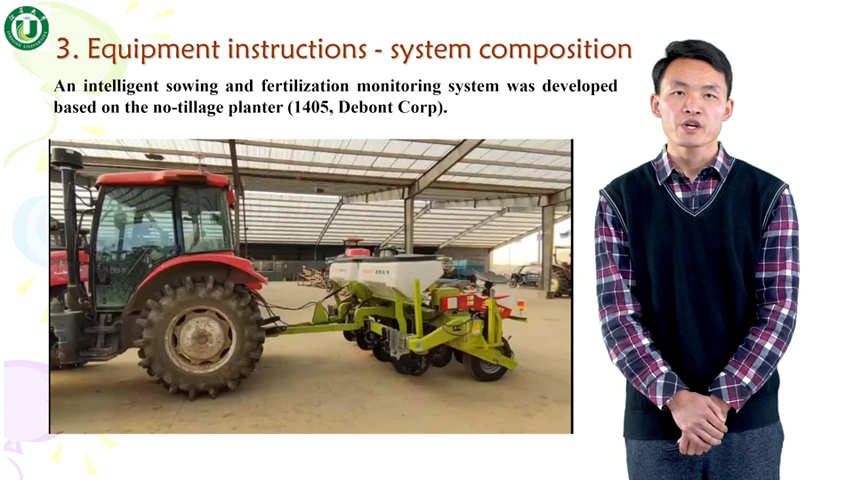 3. Equipment instructions - system composition
An intelligent sowing and fertilization monitoring system was developed
based on the no-tillage planter (1405, Debont Corp).